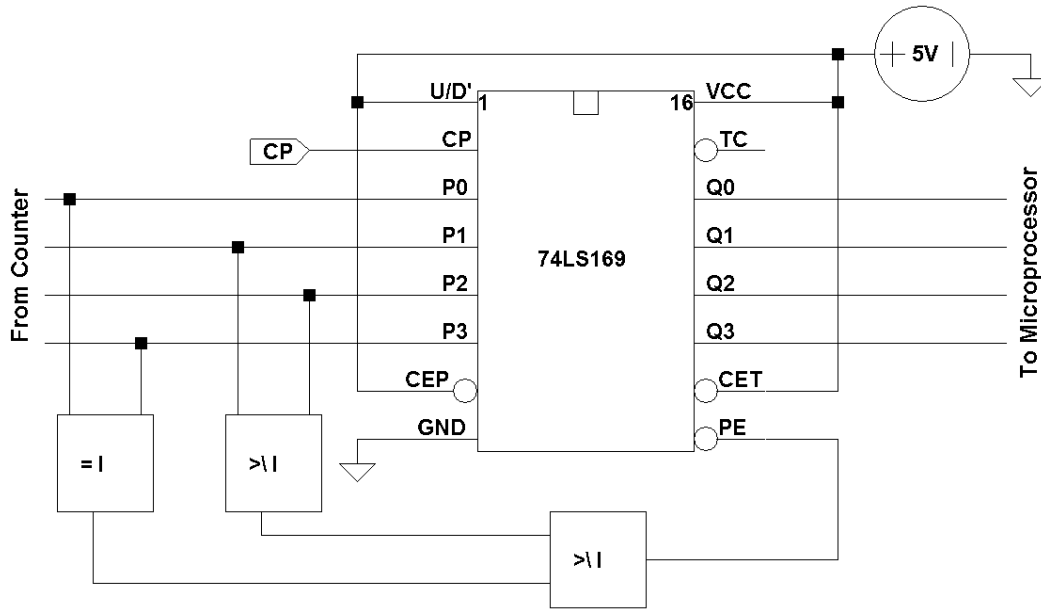 5V
U/D' 1 16 VCC
CP CP TC
P0 Q0
P1 Q1
74LS169
P2 Q2
P3 Q3
CEP CET
GND PE
From Counter
To Microprocessor
= I
>\ I
>\ I